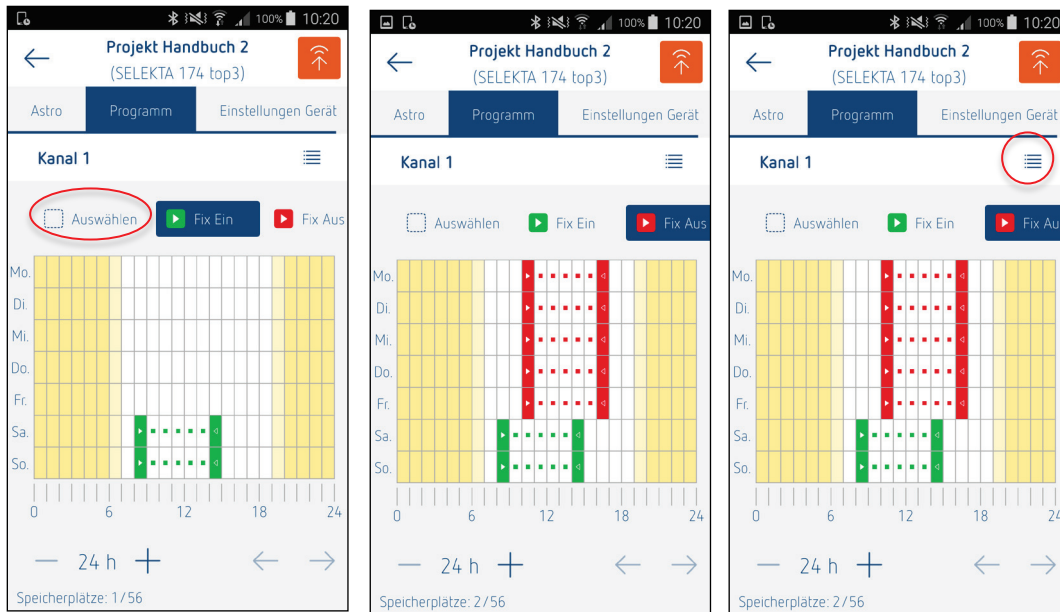 100% 10:20
Projekt Handbuch 2
(SELEKTA 174 top3)
Astro Programm Einstellungen Gerät
Kanal 1
Auswählen Fix Ein Fix Aus
Mo.
Di.
Mi.
Do.
Fr.
Sa.
So.
0 6 12 18 24
24 h
Speicherplätze: 1/56
100% 10:20
Projekt Handbuch 2
(SELEKTA 174 top3)
Astro Programm Einstellungen Gerät
Kanal 1
Auswählen Fix Ein Fix Aus
Mo.
Di.
Mi.
Do.
Fr.
Sa.
So.
0 6 12 18 24
24 h
Speicherplätze: 2/56
100% 10:20
Projekt Handbuch 2
(SELEKTA 174 top3)
Astro Programm Einstellungen Gerät
Kanal 1
Auswählen Fix Ein Fix Au
Mo.
Di.
Mi.
Do.
Fr.
Sa.
So.
0 6 12 18 24
24 h
Speicherplätze: 2/56